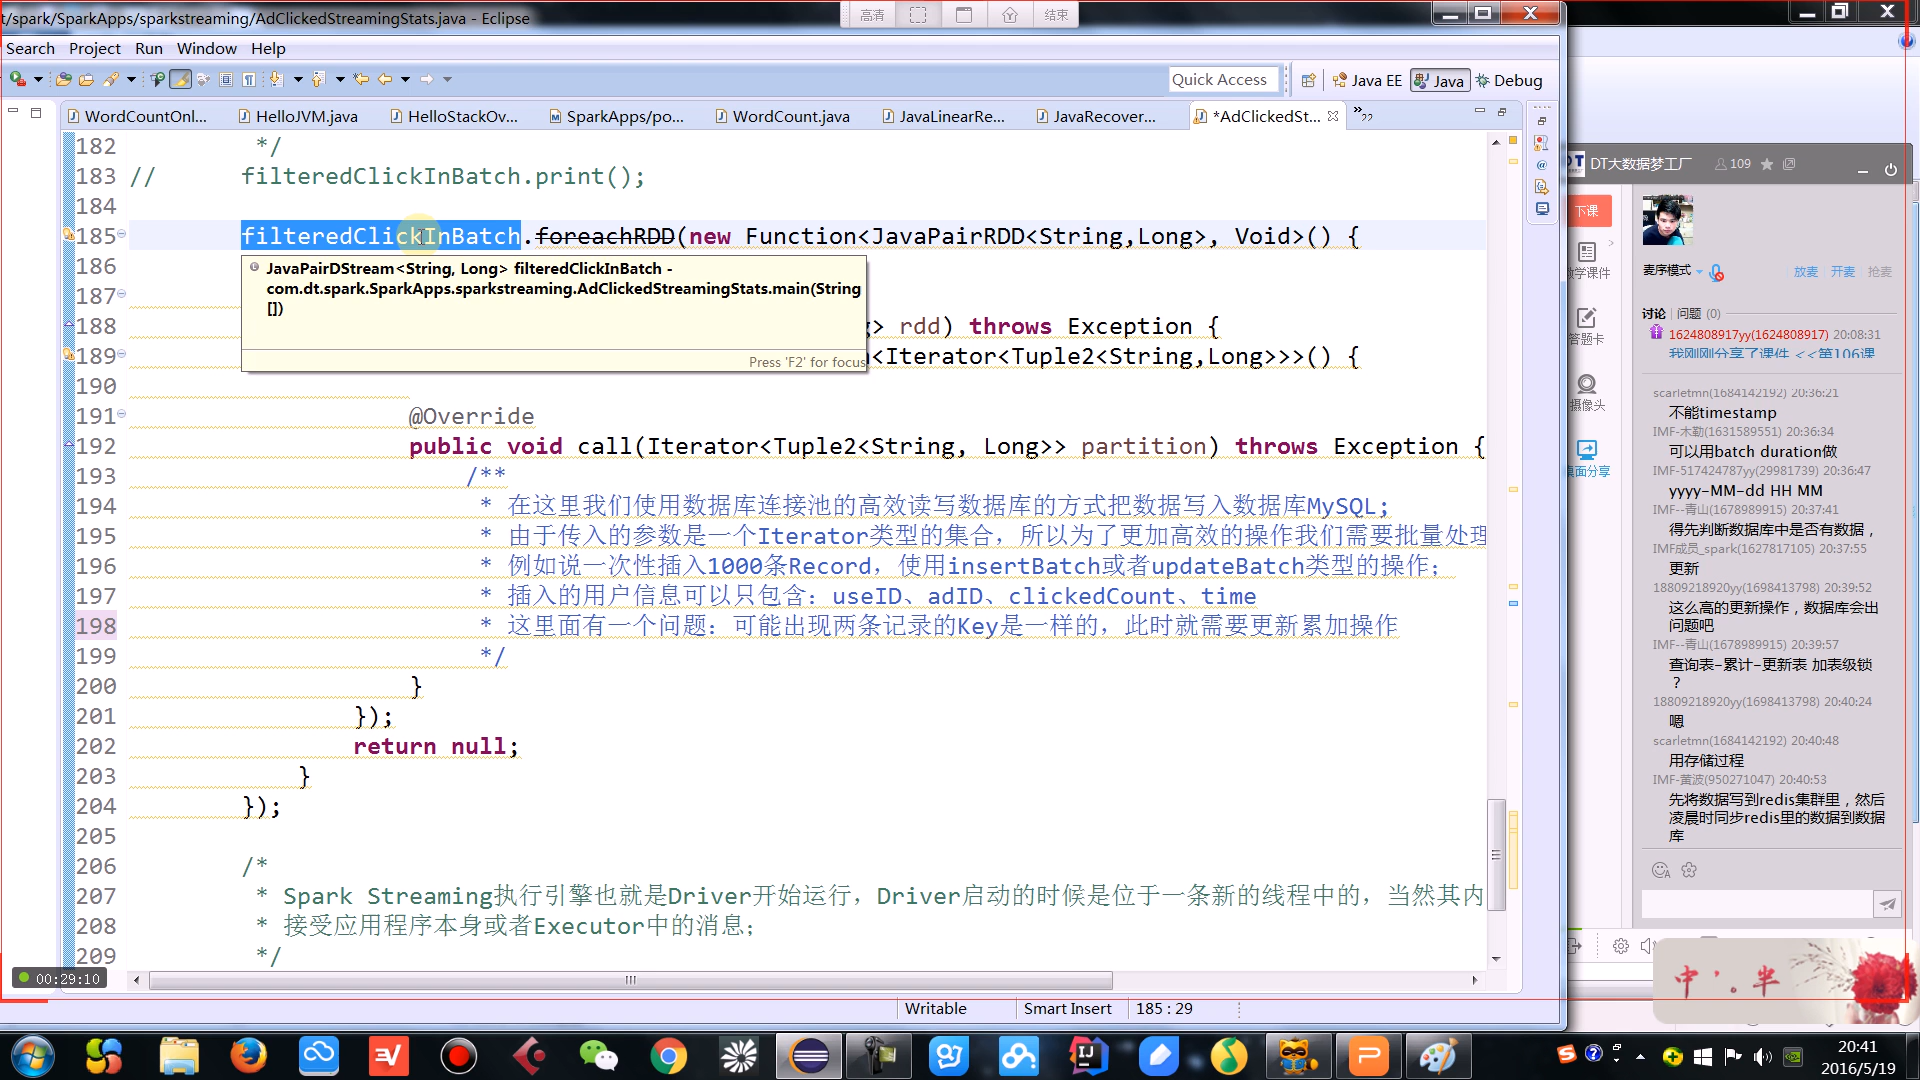 t/spark/SparkApps/sparkstreaming/AdClickedStreamingStats.java - Eclipse
高清
结束
Search Project Run Window Help
Quick Access
Java EE
Java
Debug
WordCountOnl...
HelloJVM.java
HelloStackOv...
SparkApps/po...
WordCount.java
JavaLinearRe...
JavaRecover...
*AdClickedSt...
»22
182 */
183 // filteredClickInBatch.print();
184
185 filteredClickInBatch.foreachRDD(new Function<JavaPairRDD<String,Long>, Void>() {
186
187
188 > rdd) throws Exception {
189 <Iterator<Tuple2<String,Long>>>() {
JavaPairDStream<String, Long> filteredClickInBatch -
com.dt.spark.SparkApps.sparkstreaming.AdClickedStreamingStats.main(String
[])
Press 'F2' for focus
190
191 @Override
192 public void call(Iterator<Tuple2<String, Long>> partition) throws Exception {
193 /**
194 * 在这里我们使用数据库连接池的高效读写数据库的方式把数据写入数据库MySQL;
195 * 由于传入的参数是一个Iterator类型的集合，所以为了更加高效的操作我们需要批量处理
196 * 例如说一次性插入1000条Record，使用insertBatch或者updateBatch类型的操作;
197 * 插入的用户信息可以只包含：useID、adID、clickedCount、time
198 * 这里面有一个问题：可能出现两条记录的Key是一样的，此时就需要更新累加操作
199 */
200 }
201 });
202 return null;
203 }
204 });
205
206 /*
207 * Spark Streaming执行引擎也就是Driver开始运行，Driver启动的时候是位于一条新的线程中的，当然其内
208 * 接受应用程序本身或者Executor中的消息;
209 */
00:29:10
Writable
Smart Insert
185 : 29
DT大数据梦工厂
109
下课
学课件
答题卡
摄像头
桌面分享
麦序模式
放麦 开麦 抢麦
讨论 | 问题 (0)
1624808917yy(1624808917) 20:08:31
我刚刚分享了课件 <<第106课
scarletmn(1684142192) 20:36:21
不能timestamp
IMF-木勒(1631589551) 20:36:34
可以用batch duration做
IMF-517424787yy(29981739) 20:36:47
yyyy-MM-dd HH MM
IMF--青山(1678989915) 20:37:41
得先判断数据库中是否有数据，
IMF成员_spark(1627817105) 20:37:55
更新
18809218920yy(1698413798) 20:39:52
这么高的更新操作，数据库会出
问题吧
IMF--青山(1678989915) 20:39:57
查询表-累计-更新表 加表级锁
？
18809218920yy(1698413798) 20:40:24
嗯
scarletmn(1684142192) 20:40:48
用存储过程
IMF-黄波(950271047) 20:40:53
先将数据写到redis集群里，然后
凌晨时同步redis里的数据到数据
库
中 ’。半
20:41
2016/5/19